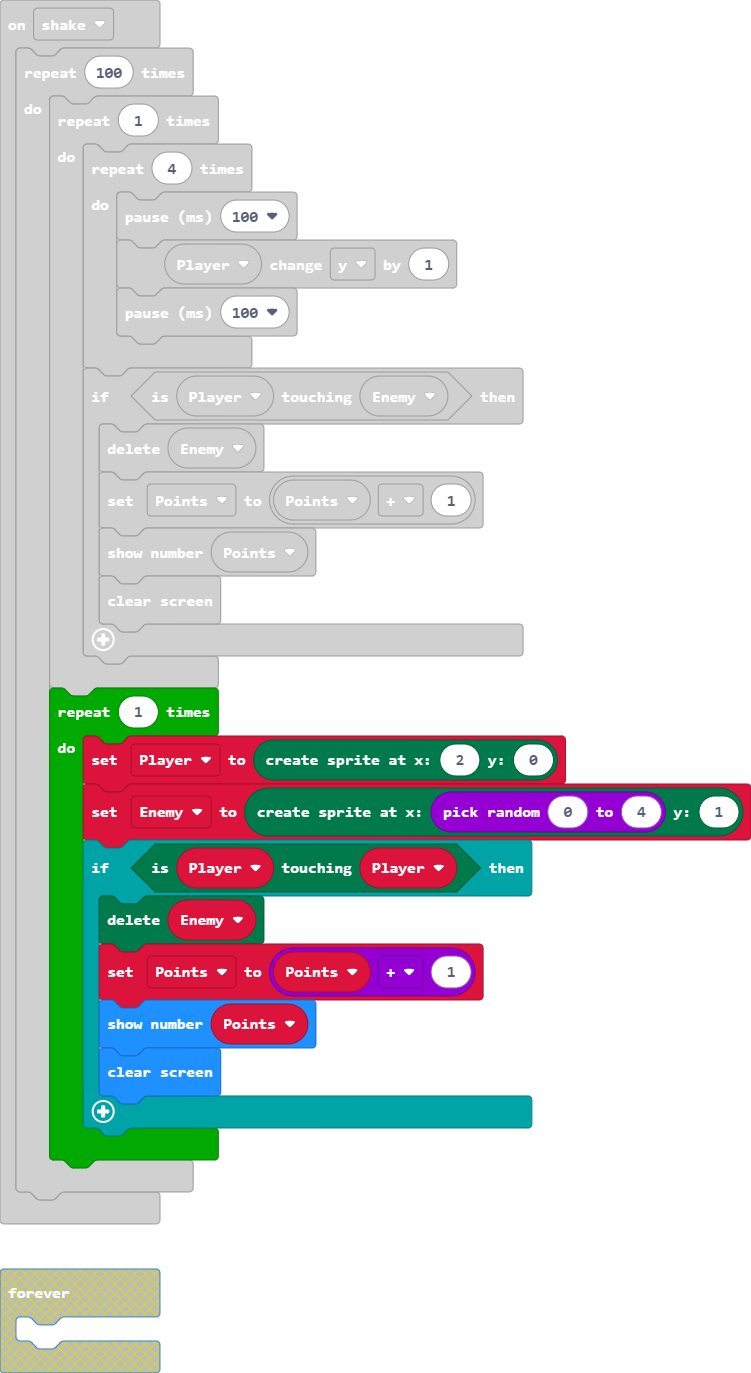 on shake
repeat 100 times
do
repeat 1 times
do
repeat 4 times
do
pause (ms) 100
Player change y by 1
pause (ms) 100
if is Player touching Enemy then
delete Enemy
set Points to Points + 1
show number Points
clear screen
repeat 1 times
do
set Player to create sprite at x: 2 y: 0
set Enemy to create sprite at x: pick random 0 to 4 y: 1
if is Player touching Player then
delete Enemy
set Points to Points + 1
show number Points
clear screen
forever